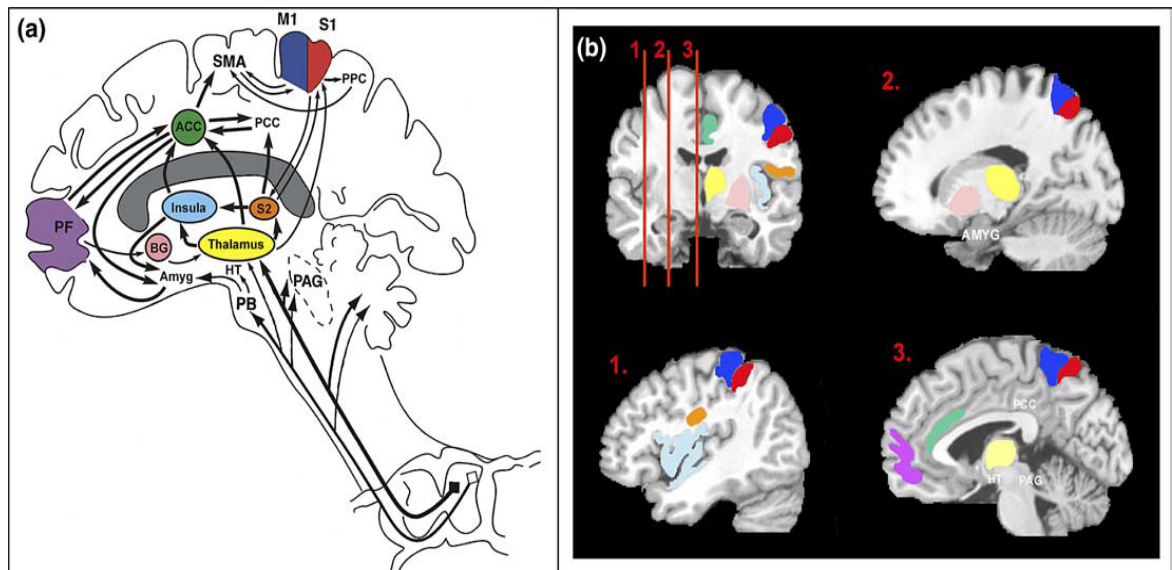 (a)
M1
S1
SMA
PPC
ACC
PCC
Insula
S2
PF
BG
Thalamus
HT
Amyg
PAG
PB
(b)
1
2
3
2.
AMYG
1.
3.
PCC
HT
PAG